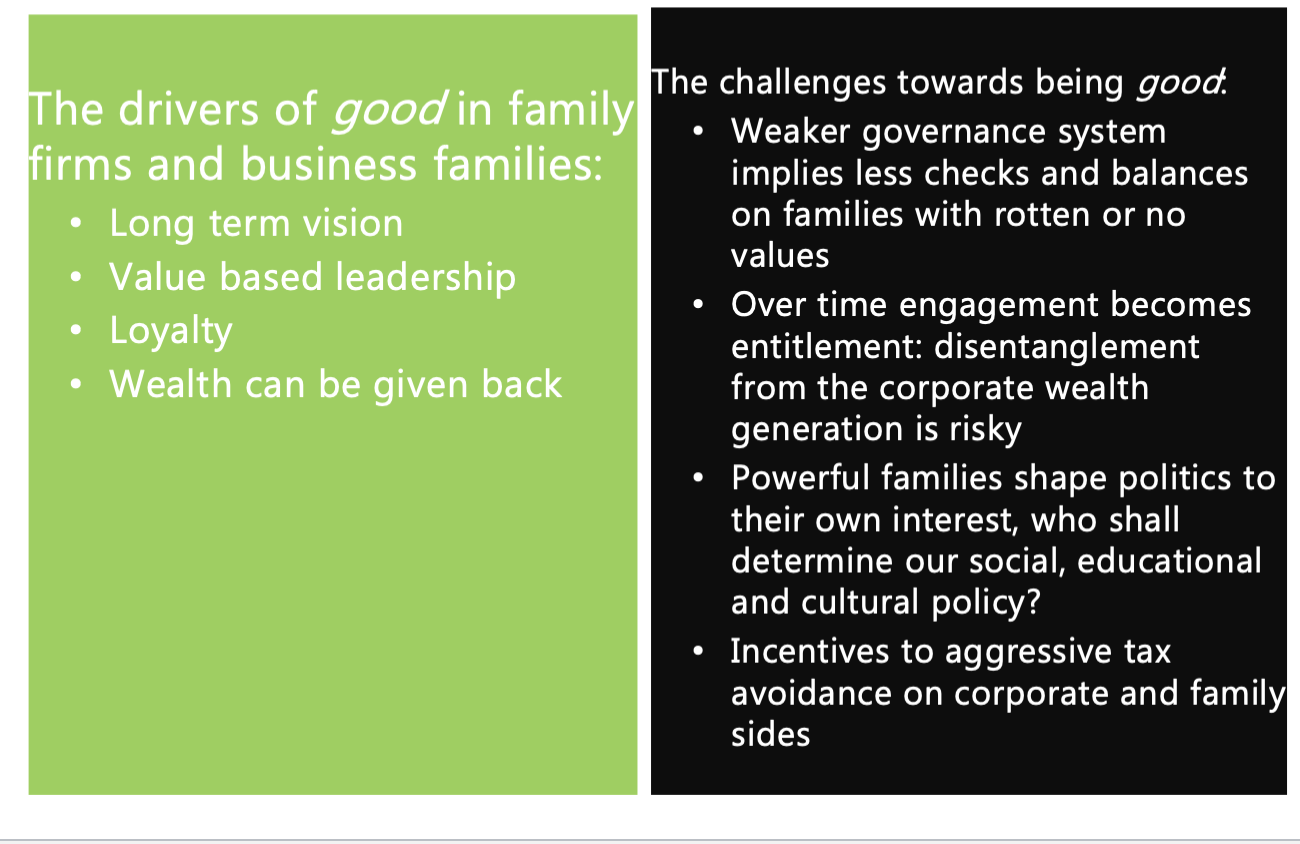 The drivers of good in family
firms and business families:
• Long term vision
• Value based leadership
• Loyalty
• Wealth can be given back
The challenges towards being good:
• Weaker governance system
implies less checks and balances
on families with rotten or no
values
• Over time engagement becomes
entitlement: disentanglement
from the corporate wealth
generation is risky
• Powerful families shape politics to
their own interest, who shall
determine our social, educational
and cultural policy?
• Incentives to aggressive tax
avoidance on corporate and family
sides